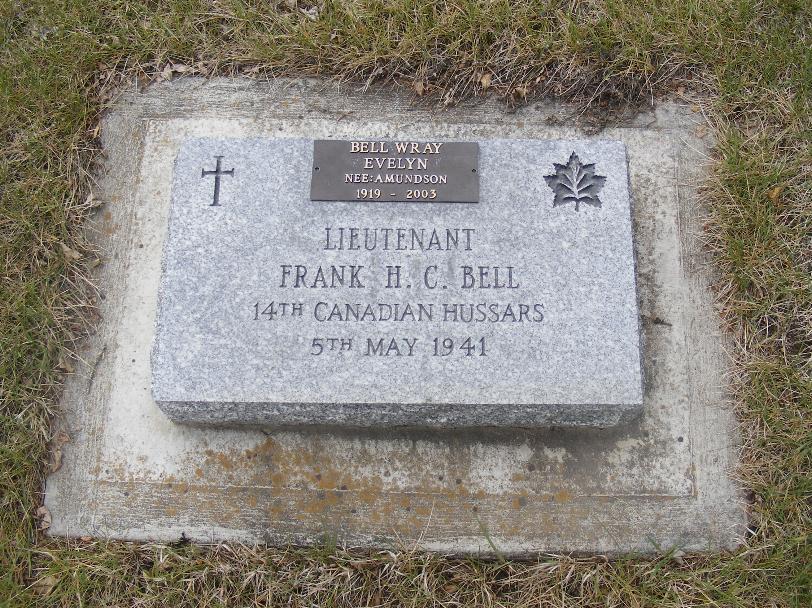 BELL WRAY
EVELYN
NEE:AMUNDSON
1919 - 2003
LIEUTENANT
FRANK H. C. BELL
14TH CANADIAN HUSSARS
5TH MAY 1941